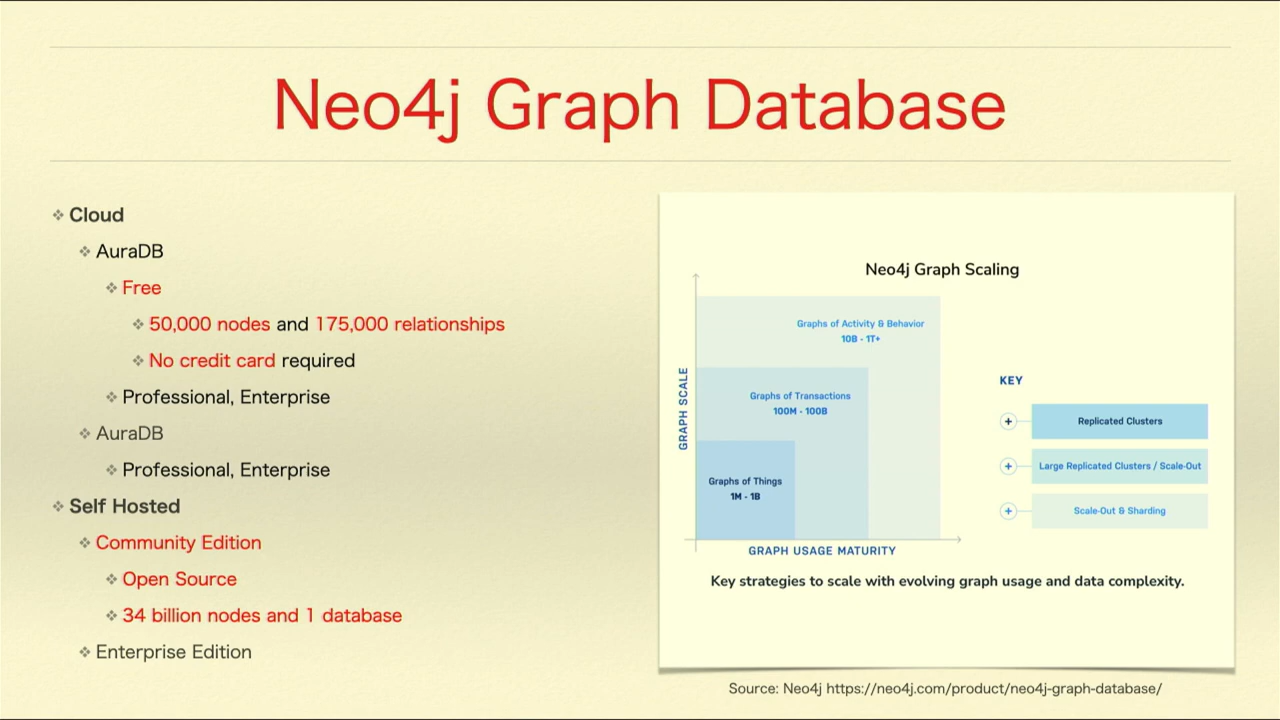 Neo4j Graph Database
Cloud
AuraDB
Free
50,000 nodes and 175,000 relationships
No credit card required
Professional, Enterprise
AuraDB
Professional, Enterprise
Self Hosted
Community Edition
Open Source
34 billion nodes and 1 database
Enterprise Edition
Neo4j Graph Scaling
GRAPH SCALE
Graphs of Activity & Behavior
10B - 1T+
Graphs of Transactions
100M - 100B
Graphs of Things
1M - 1B
GRAPH USAGE MATURITY
KEY
+ Replicated Clusters
+ Large Replicated Clusters / Scale-Out
+ Scale-Out & Sharding
Key strategies to scale with evolving graph usage and data complexity.
Source: Neo4j https://neo4j.com/product/neo4j-graph-database/